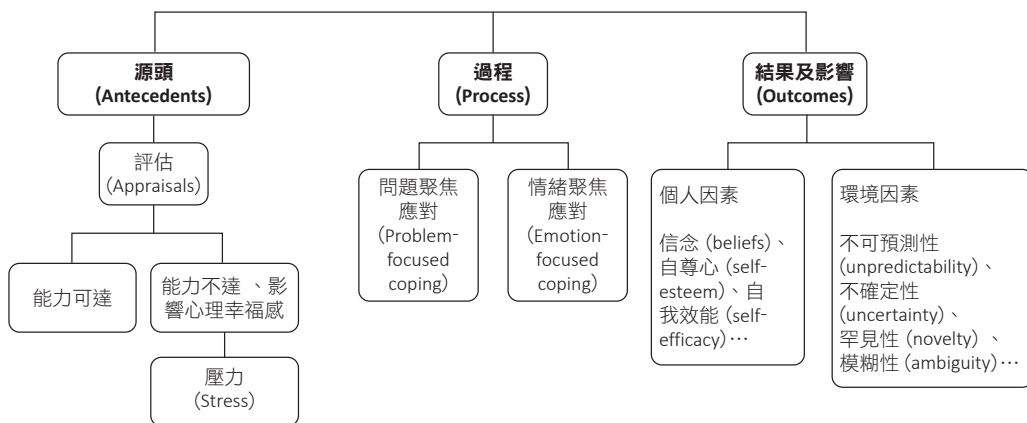 源頭
(Antecedents)
評估
(Appraisals)
能力可達
能力不達 、影
響心理幸福感
壓力
(Stress)
過程
(Process)
問題聚焦
應對
(Problem-
focused
coping)
情緒聚焦
應對
(Emotion-
focused
coping)
結果及影響
(Outcomes)
個人因素
信念 (beliefs)、
自尊心 (self-
esteem)、自
我效能 (self-
efficacy)⋯
環境因素
不可預測性
(unpredictability)、
不確定性
(uncertainty)、
罕見性 (novelty) 、
模糊性 (ambiguity)⋯